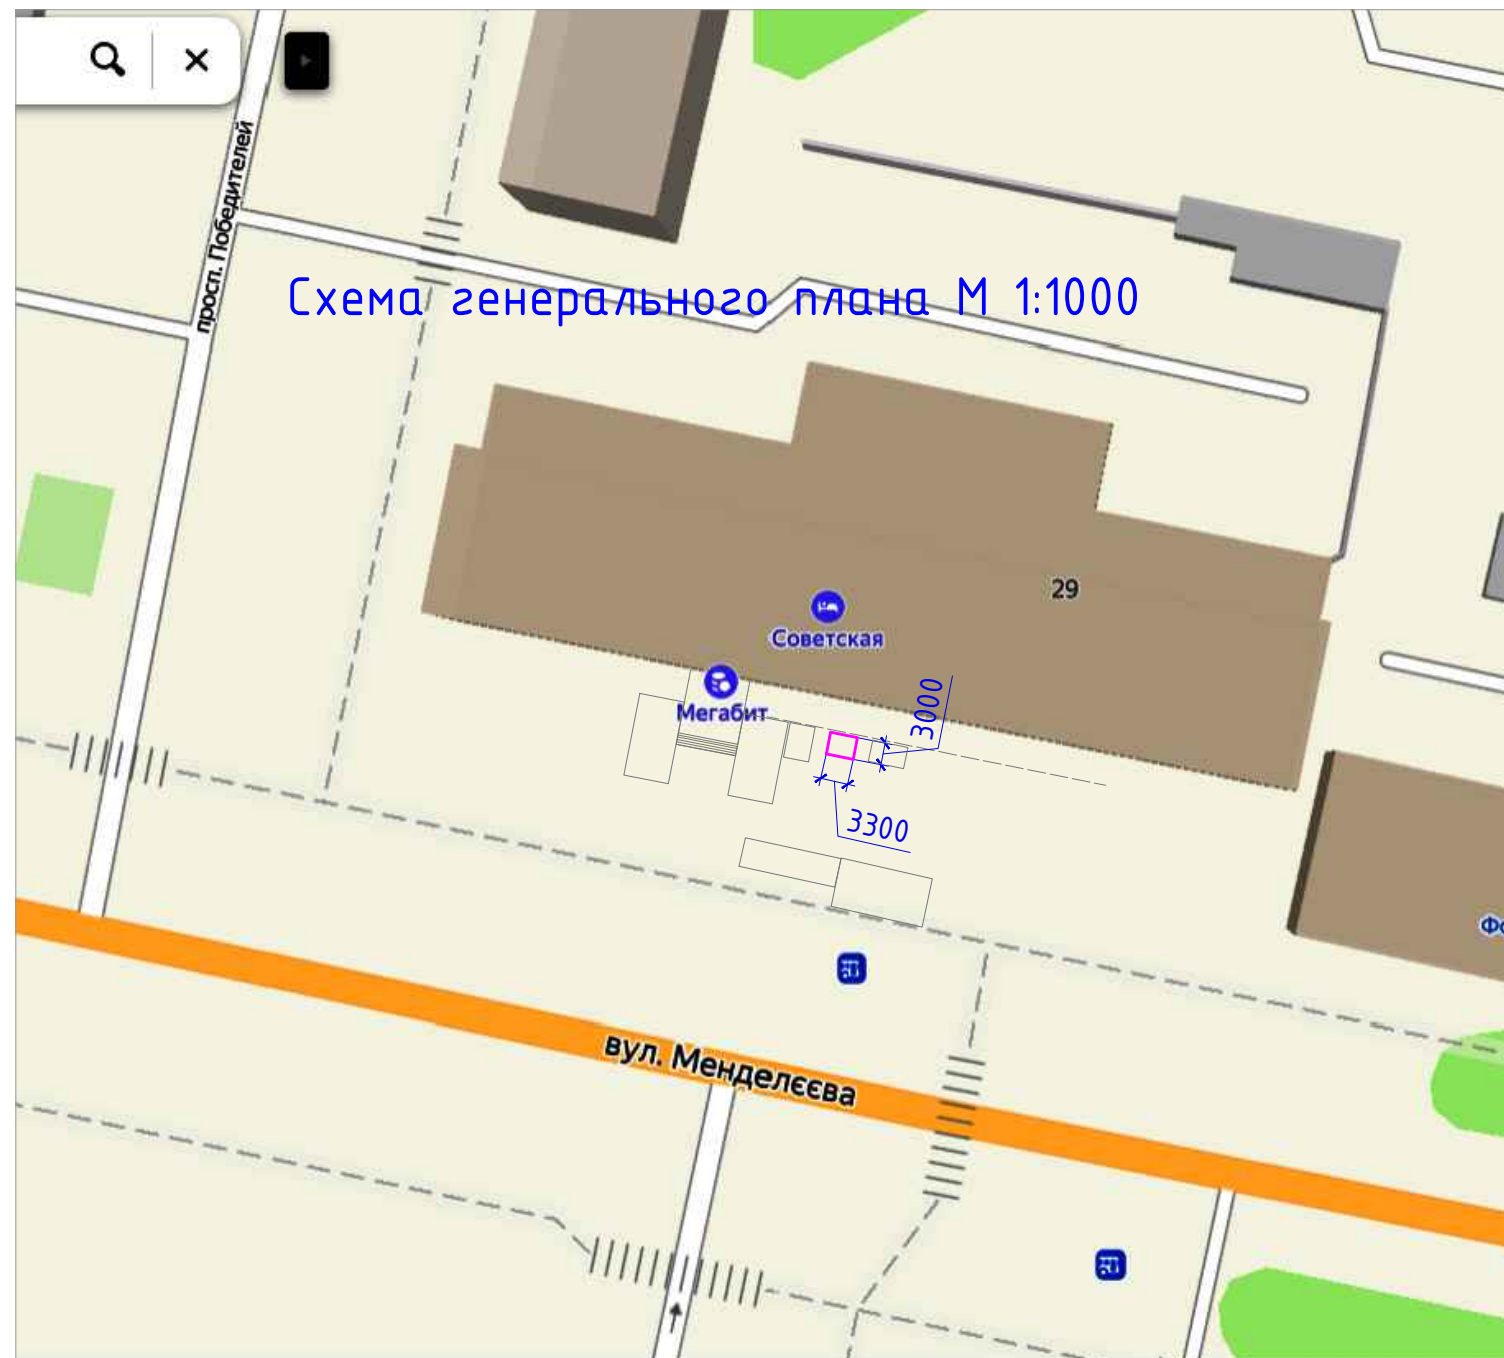 просп. Победителей
Схема генерального плана М 1:1000
29
Советская
Мегабит
3000
3300
вул. Менделєєва